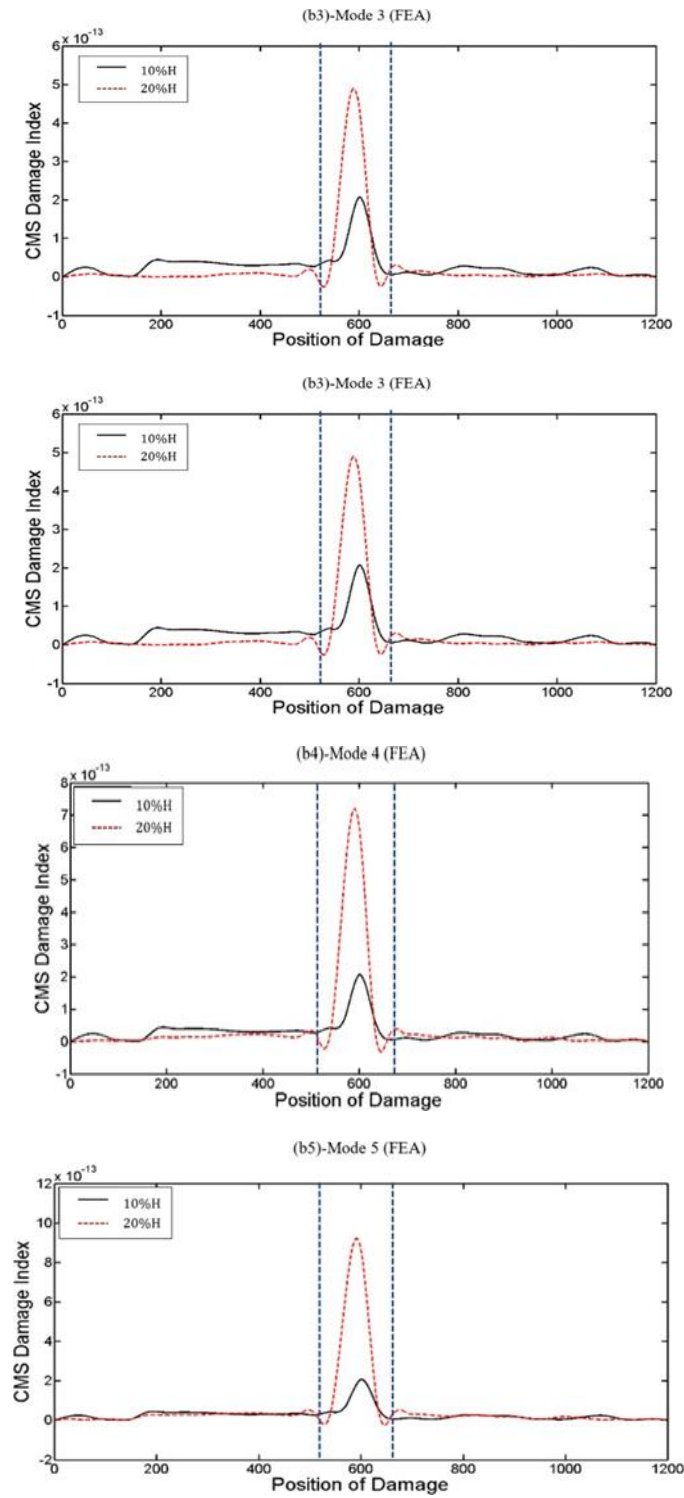 (b3)-Mode 3 (FEA)
6 x 10^-13
10%H
20%H
5
4
3
2
1
0
-1
CMS Damage Index
0 200 400 600 800 1000 1200
Position of Damage
(b3)-Mode 3 (FEA)
6 x 10^-13
10%H
20%H
5
4
3
2
1
0
-1
CMS Damage Index
0 200 400 600 800 1000 1200
Position of Damage
(b4)-Mode 4 (FEA)
8 x 10^-13
10%H
20%H
7
6
5
4
3
2
1
0
-1
CMS Damage Index
0 200 400 600 800 1000 1200
Position of Damage
(b5)-Mode 5 (FEA)
12 x 10^-13
10%H
20%H
10
8
6
4
2
0
-2
CMS Damage Index
0 200 400 600 800 1000 1200
Position of Damage